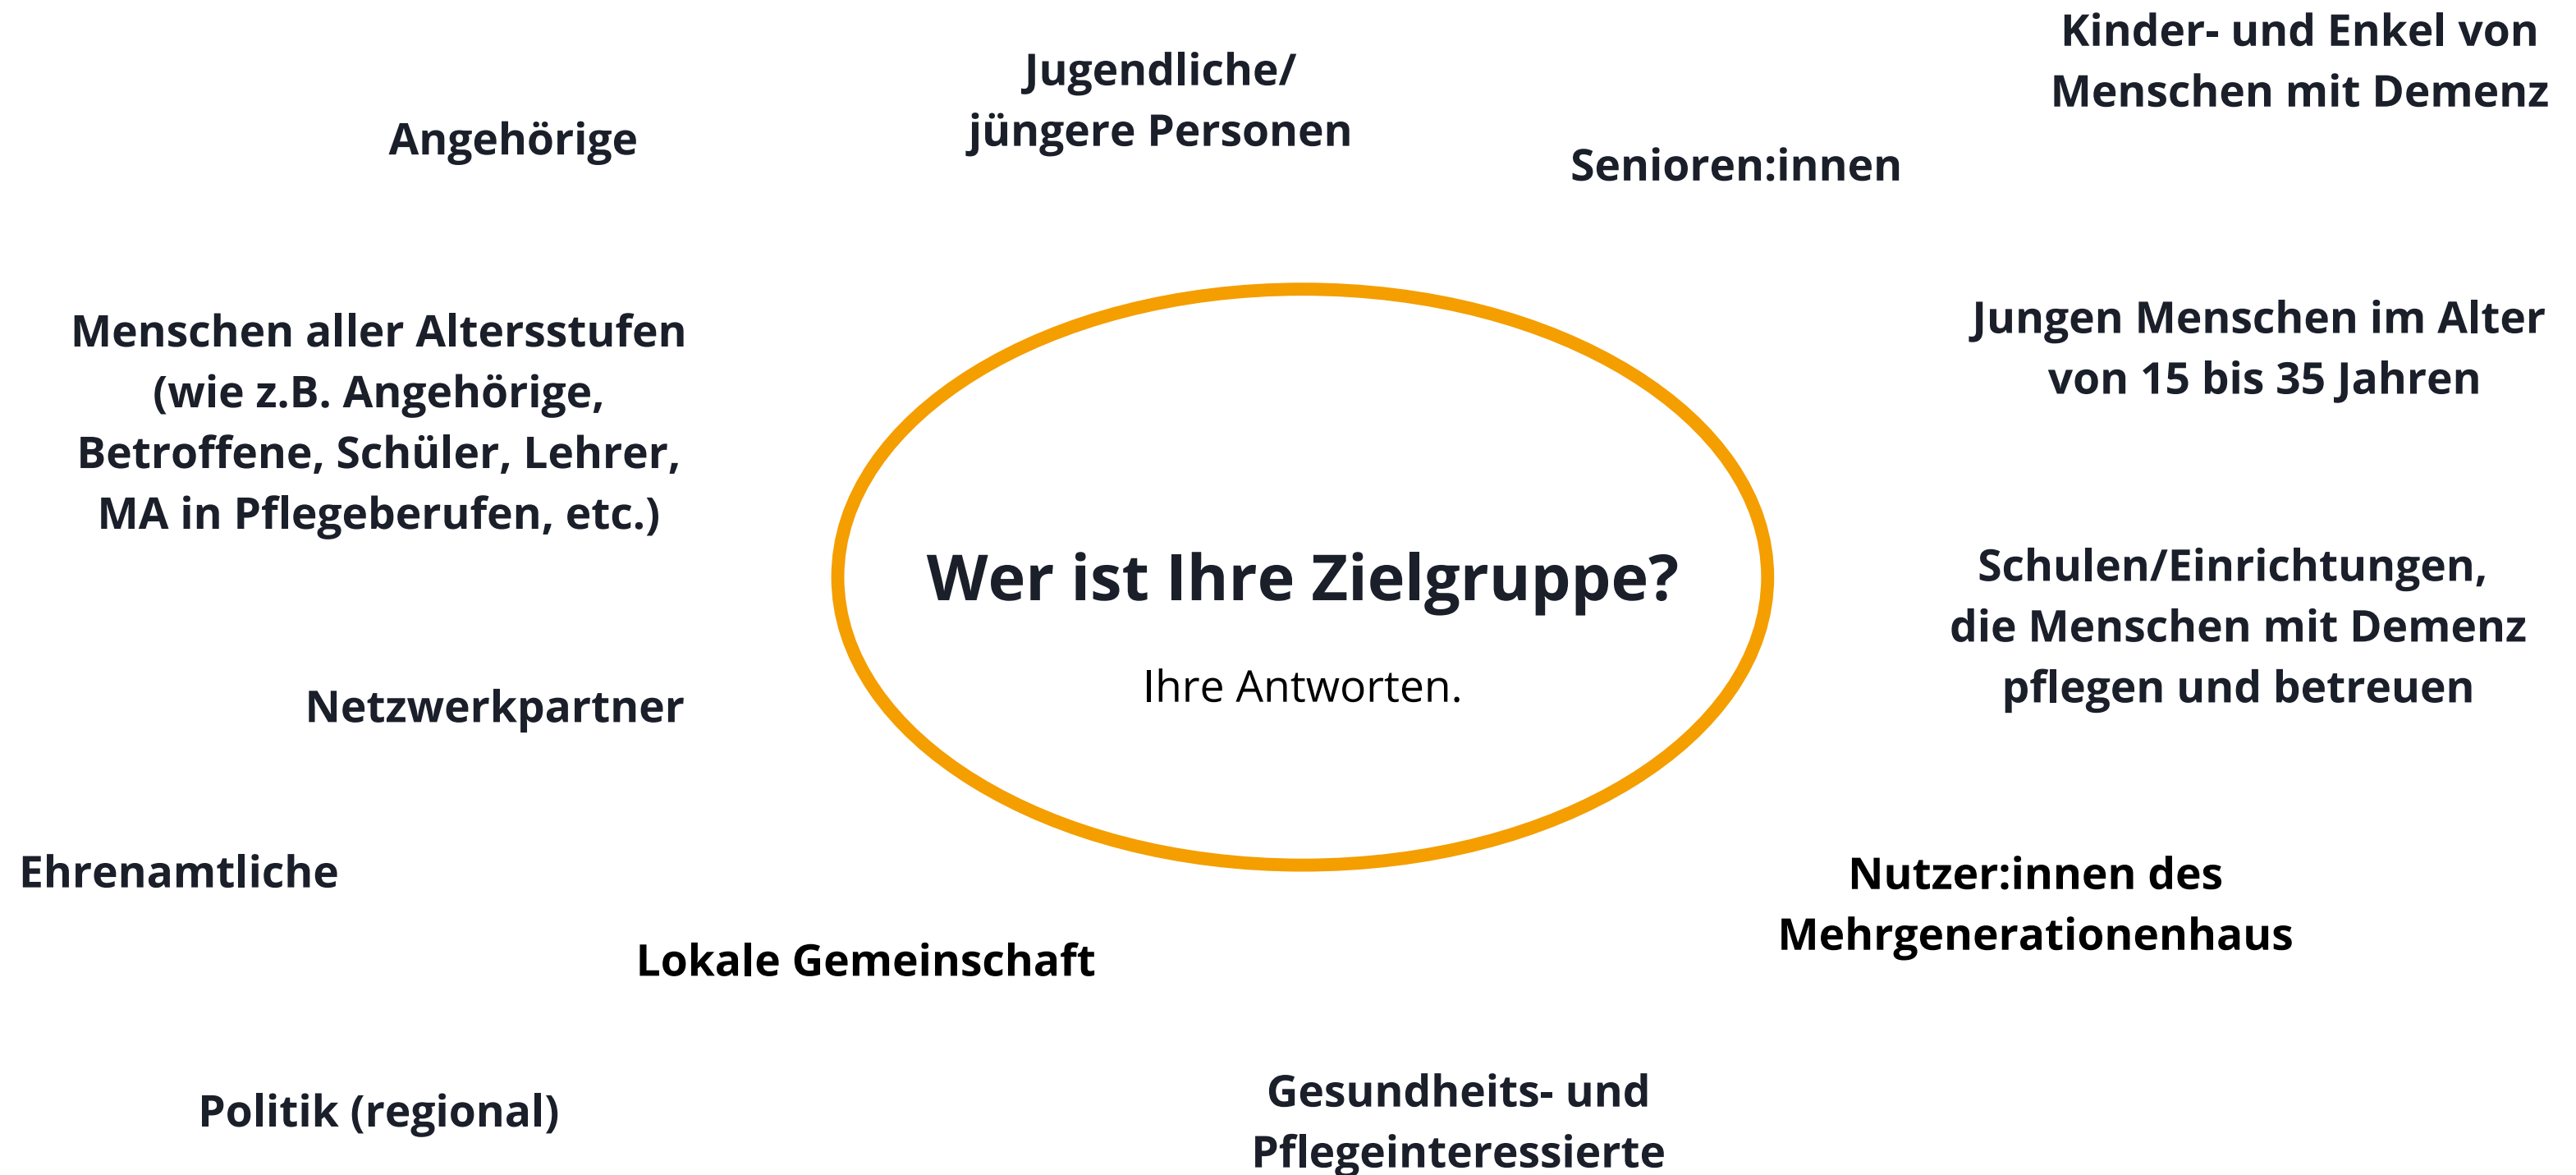 Kinder- und Enkel von
Menschen mit Demenz
Jugendliche/
jüngere Personen
Angehörige
Senioren:innen
Menschen aller Altersstufen
(wie z.B. Angehörige,
Betroffene, Schüler, Lehrer,
MA in Pflegeberufen, etc.)
Jungen Menschen im Alter
von 15 bis 35 Jahren
Wer ist Ihre Zielgruppe?
Ihre Antworten.
Schulen/Einrichtungen,
die Menschen mit Demenz
pflegen und betreuen
Netzwerkpartner
Ehrenamtliche
Nutzer:innen des
Mehrgenerationenhaus
Lokale Gemeinschaft
Politik (regional)
Gesundheits- und
Pflegeinteressierte